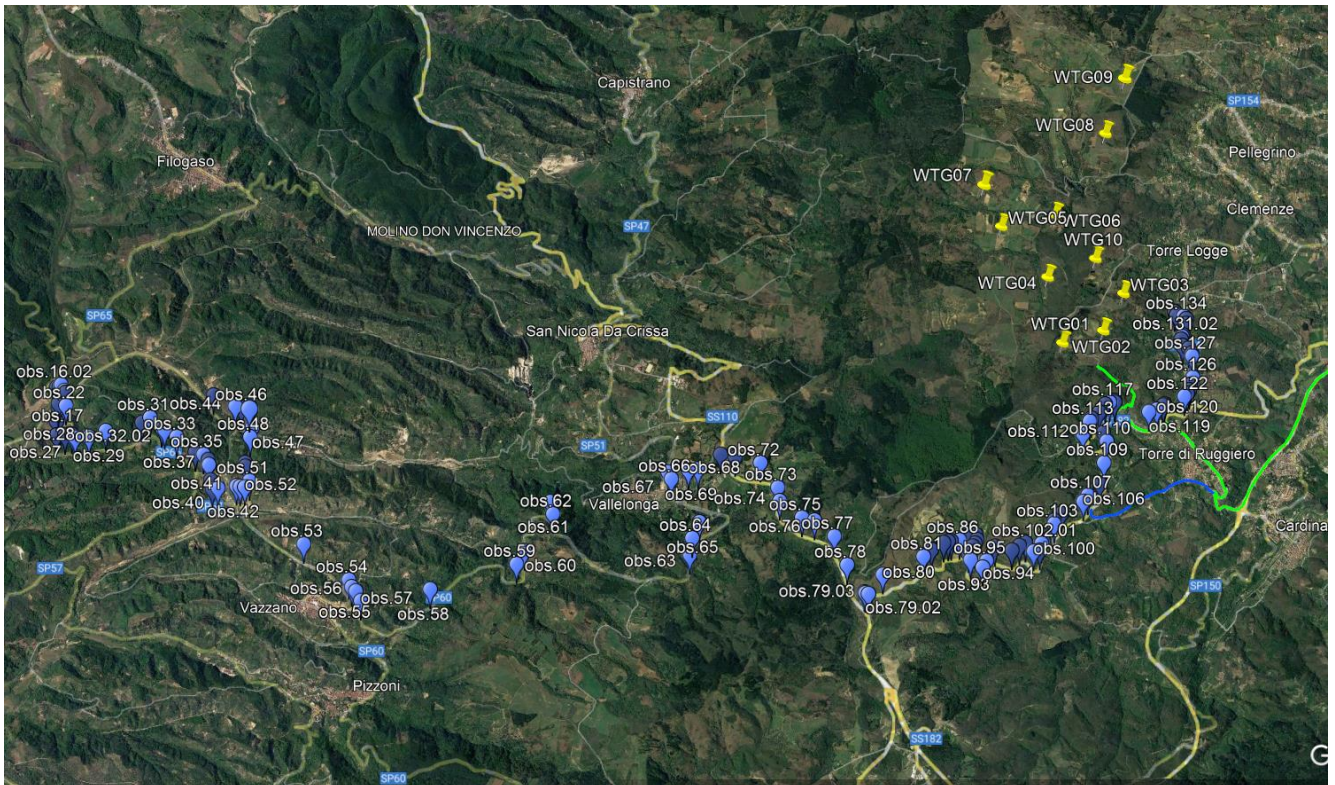 WTG09
Capistrano
SP154
WTG08
Pellegrino
Filogaso
WTG07
Clemenze
WTG05
WTG06
SP47
MOLINO DON VINCENZO
WTG10
Torre Logge
WTG04
WTG03
SP65
obs.134
San Nicola Da Crissa
WTG01
obs.131.02
WTG02
obs.127
obs.126
obs.16.02
obs.22
obs.31
obs.44
obs.46
obs.117
obs.122
obs.17
obs.33
obs.48
SS110
obs.113
obs.120
obs.28
obs.32.02
obs.35
obs.47
SP51
obs.112
obs.110
obs.119
obs.27
obs.29
obs.72
obs.109
Torre di Ruggiero
obs.37
obs.51
obs.66
obs.68
obs.73
obs.41
obs.52
obs.67
obs.69
obs.74
obs.107
obs.106
obs.40
obs.42
obs.62
Vallelonga
obs.75
obs.103
obs.61
obs.64
obs.76
obs.77
obs.86
obs.102.01
Cardina
obs.53
obs.59
obs.65
obs.63
obs.78
obs.81
obs.95
obs.100
SP57
obs.54
obs.60
obs.80
obs.93
obs.94
SP150
obs.56
obs.57
obs.79.03
Vazzano
obs.55
obs.58
SP60
obs.79.02
SP60
Pizzoni
SS182
SP60
G